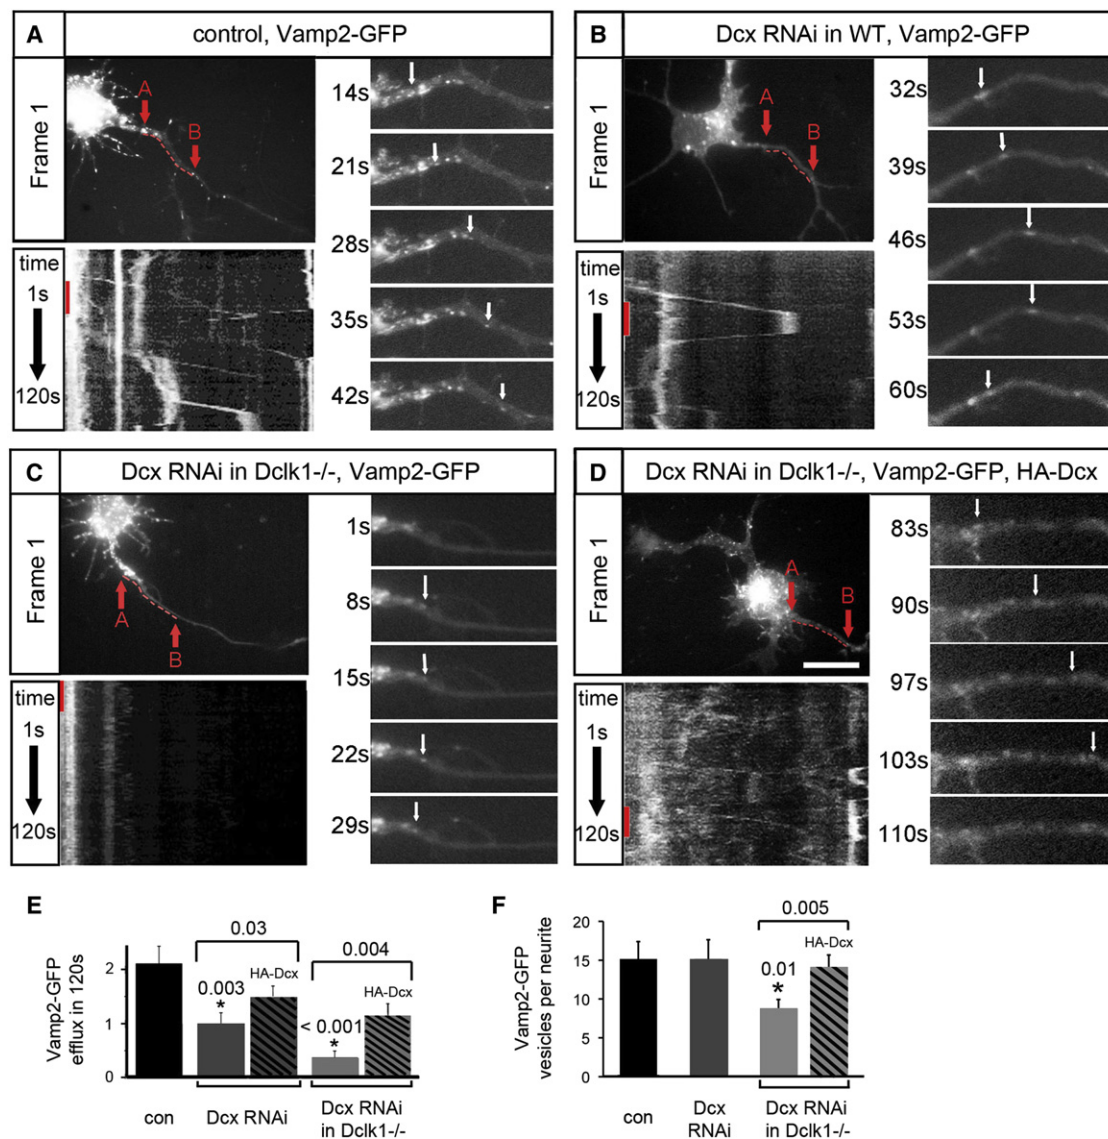 A control, Vamp2-GFP
Frame 1
A
B
14s
21s
28s
35s
42s
time
1s
120s
B Dcx RNAi in WT, Vamp2-GFP
Frame 1
A
B
32s
39s
46s
53s
60s
time
1s
120s
C Dcx RNAi in Dclk1-/-, Vamp2-GFP
Frame 1
A
B
1s
8s
15s
22s
29s
time
1s
120s
D Dcx RNAi in Dclk1-/-, Vamp2-GFP, HA-Dcx
Frame 1
A
B
83s
90s
97s
103s
110s
time
1s
120s
E
Vamp2-GFP
efflux in 120s
2
1
0
0.03
0.004
0.003
*
HA-Dcx
< 0.001
*
HA-Dcx
con
Dcx RNAi
Dcx RNAi
in Dclk1-/-
F
Vamp2-GFP
vesicles per neurite
20
15
10
5
0
0.005
0.01
*
HA-Dcx
con
Dcx
RNAi
Dcx RNAi
in Dclk1-/-